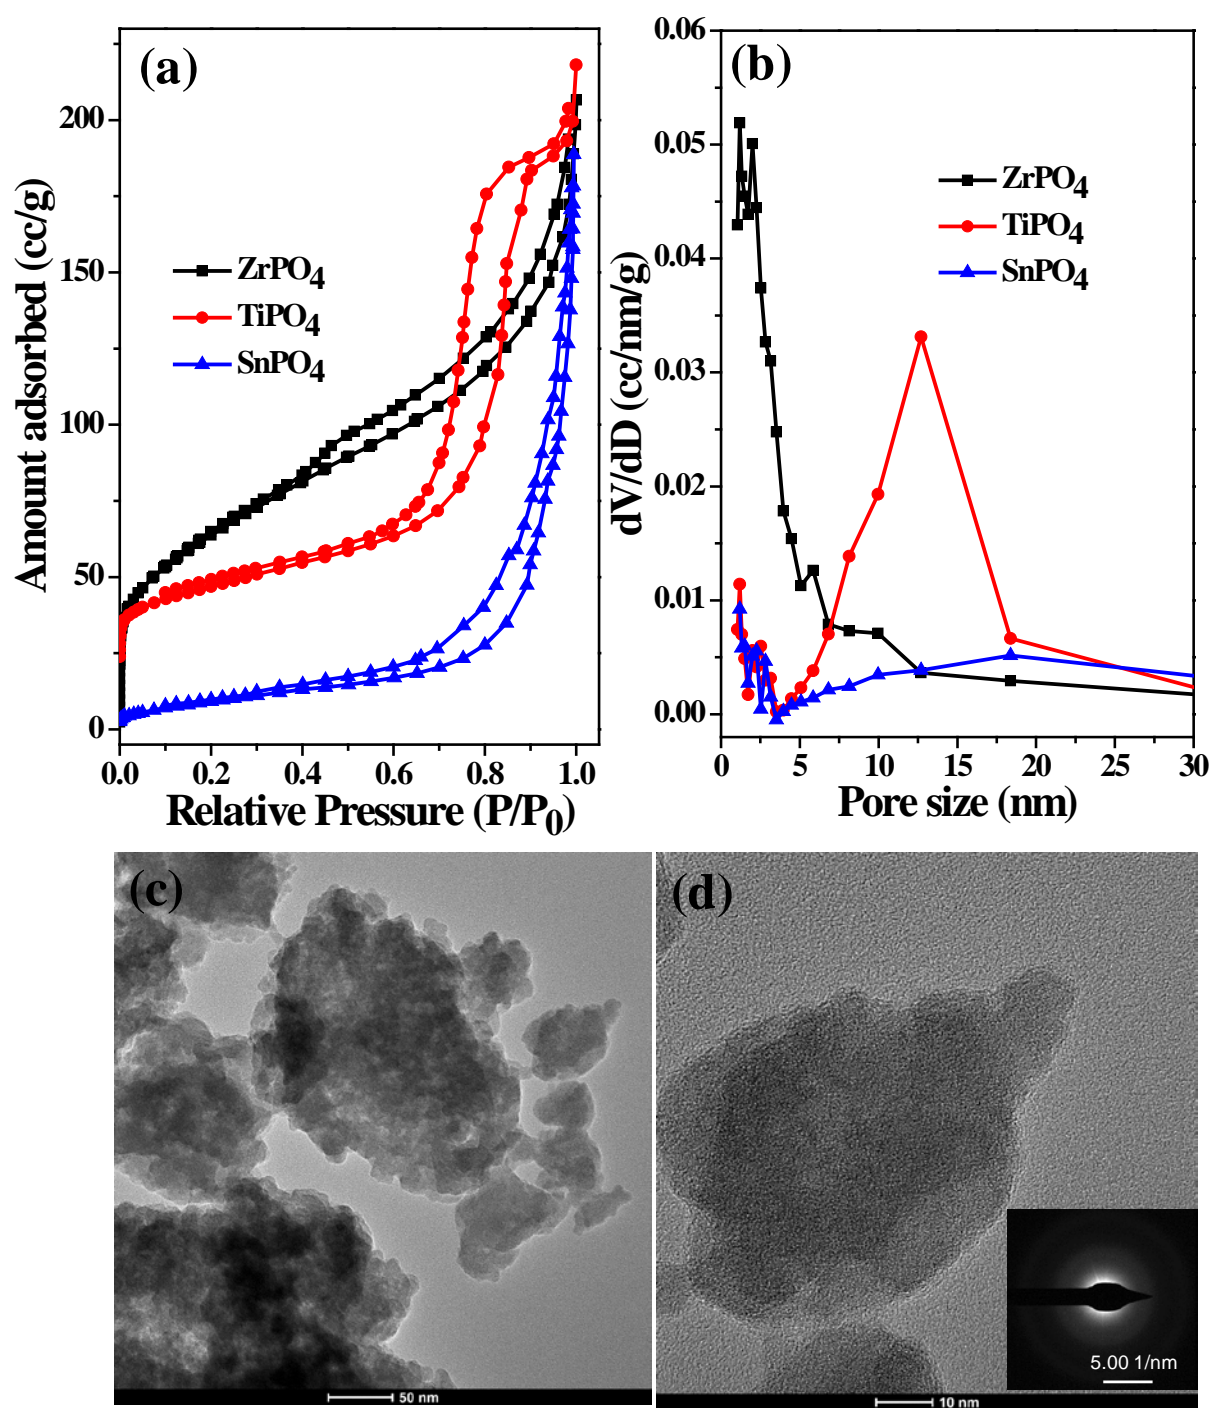 (a)
200
150
100
50
0
Amount adsorbed (cc/g)
ZrPO4
TiPO4
SnPO4
0.0 0.2 0.4 0.6 0.8 1.0
Relative Pressure (P/P0)
(b)
0.06
0.05
0.04
0.03
0.02
0.01
0.00
dV/dD (cc/nm/g)
ZrPO4
TiPO4
SnPO4
0 5 10 15 20 25 30
Pore size (nm)
(c)
50 nm
(d)
5.00 1/nm
10 nm